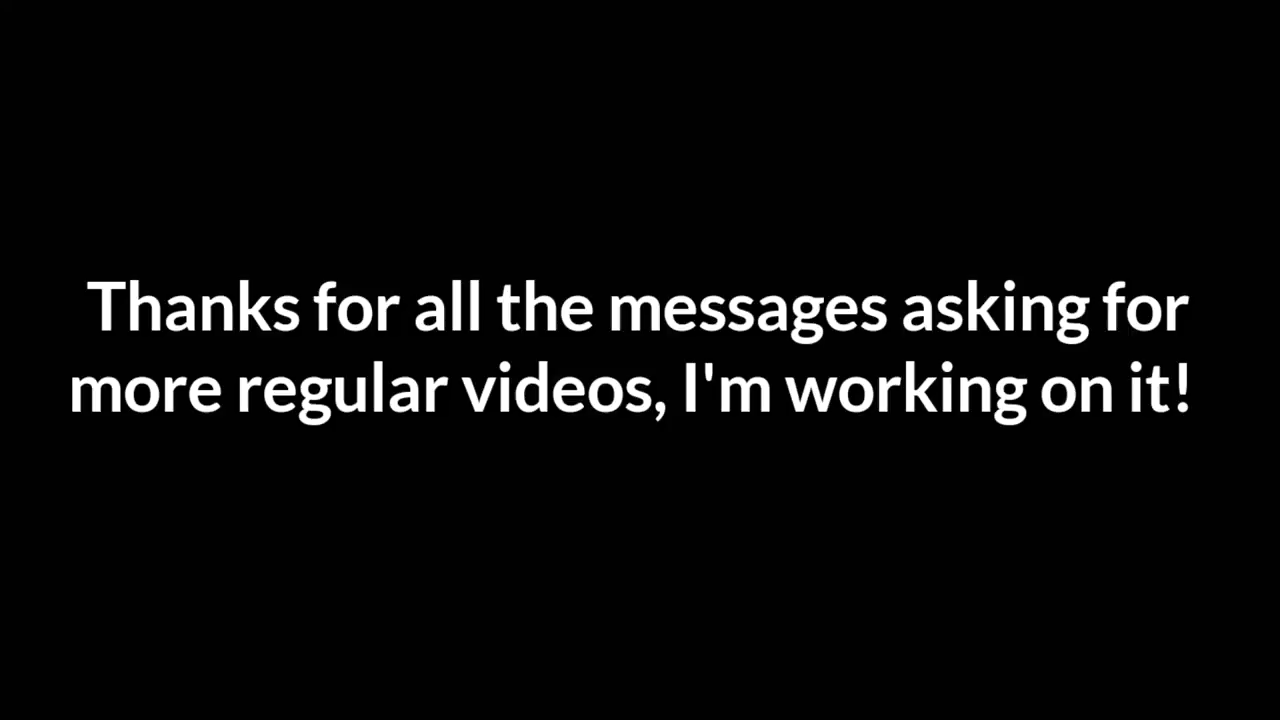 Thanks for all the messages asking for
more regular videos, I'm working on it!